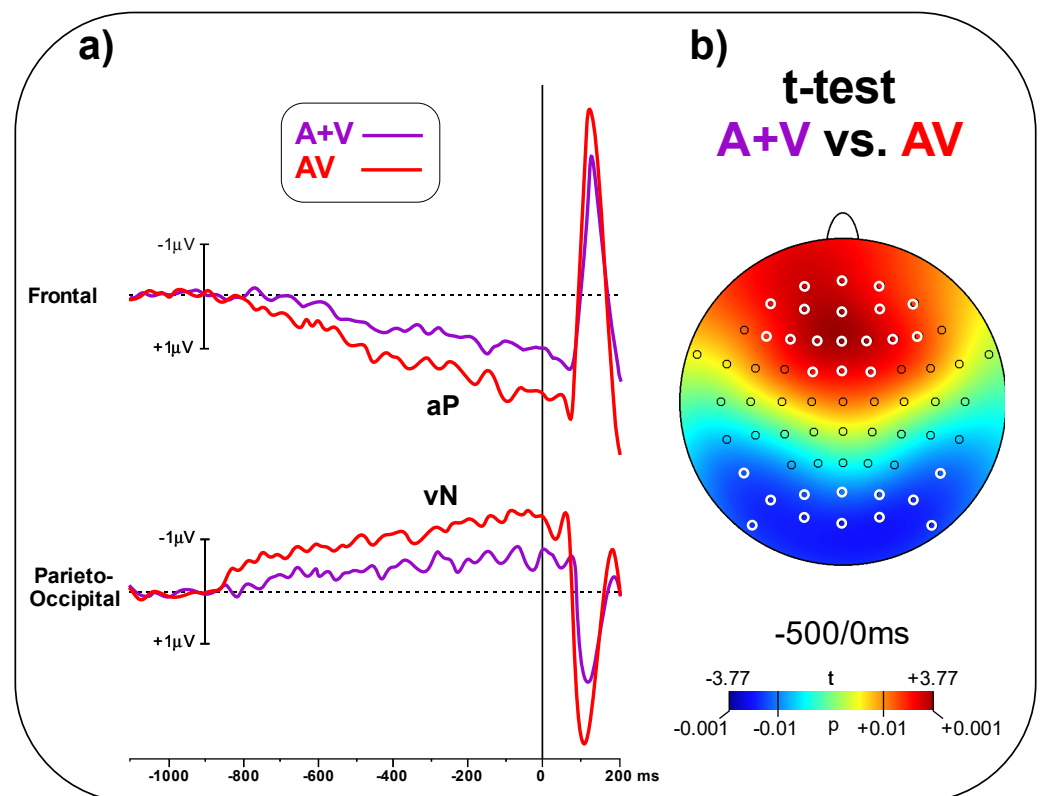 a)
b)
t-test
A+V vs. AV
A+V
AV
-1μV
Frontal
+1μV
aP
vN
-1μV
Parieto-
Occipital
+1μV
-1000 -800 -600 -400 -200 0 200 ms
-500/0ms
-3.77 t +3.77
-0.001 -0.01 p +0.01 +0.001